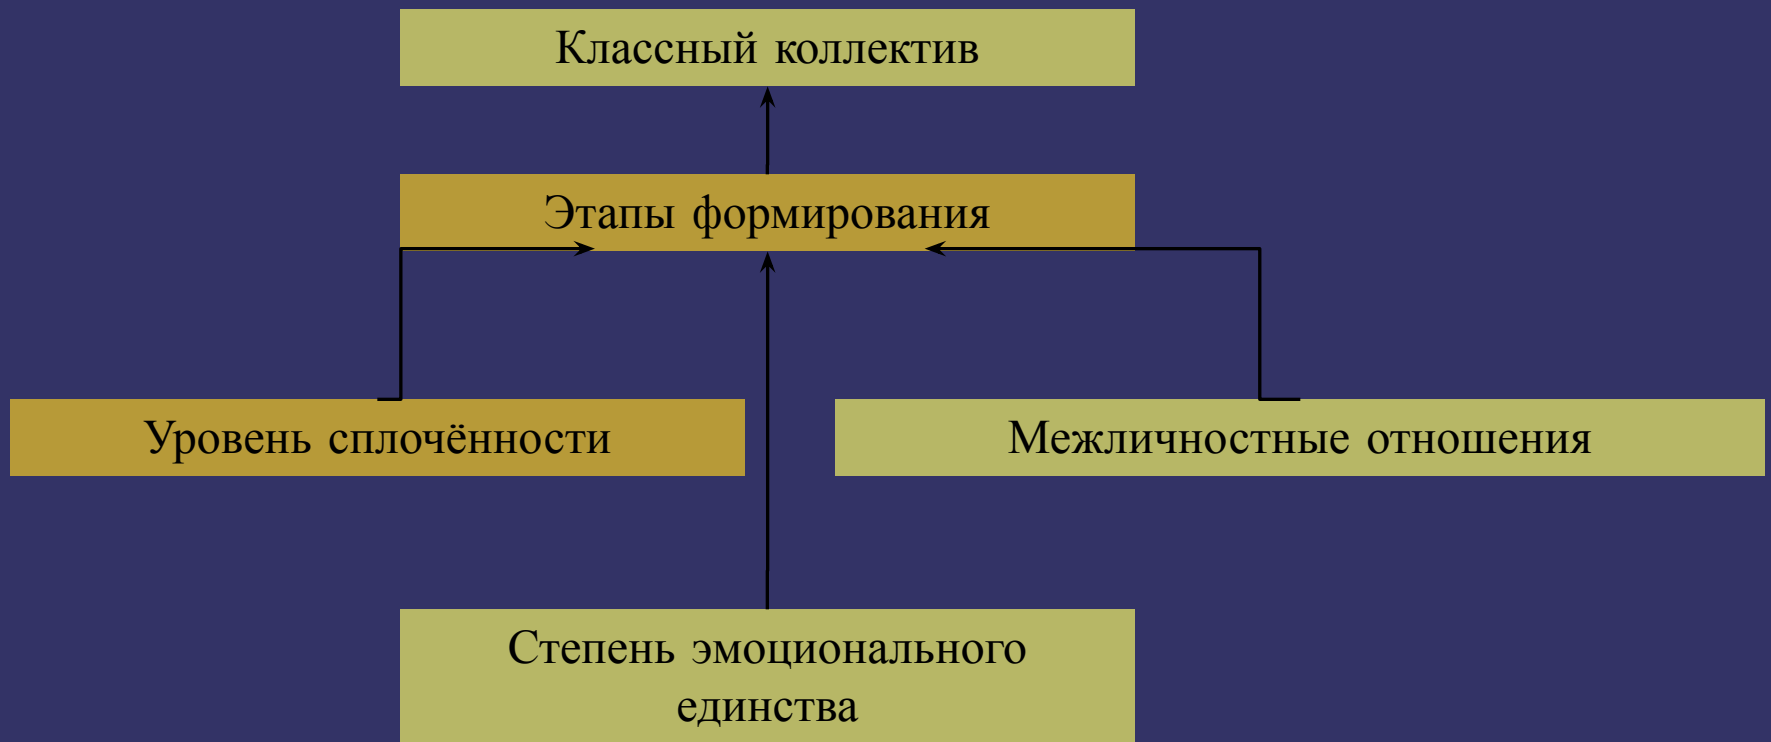 Классный коллектив
Этапы формирования
Уровень сплочённости
Межличностные отношения
Степень эмоционального
единства